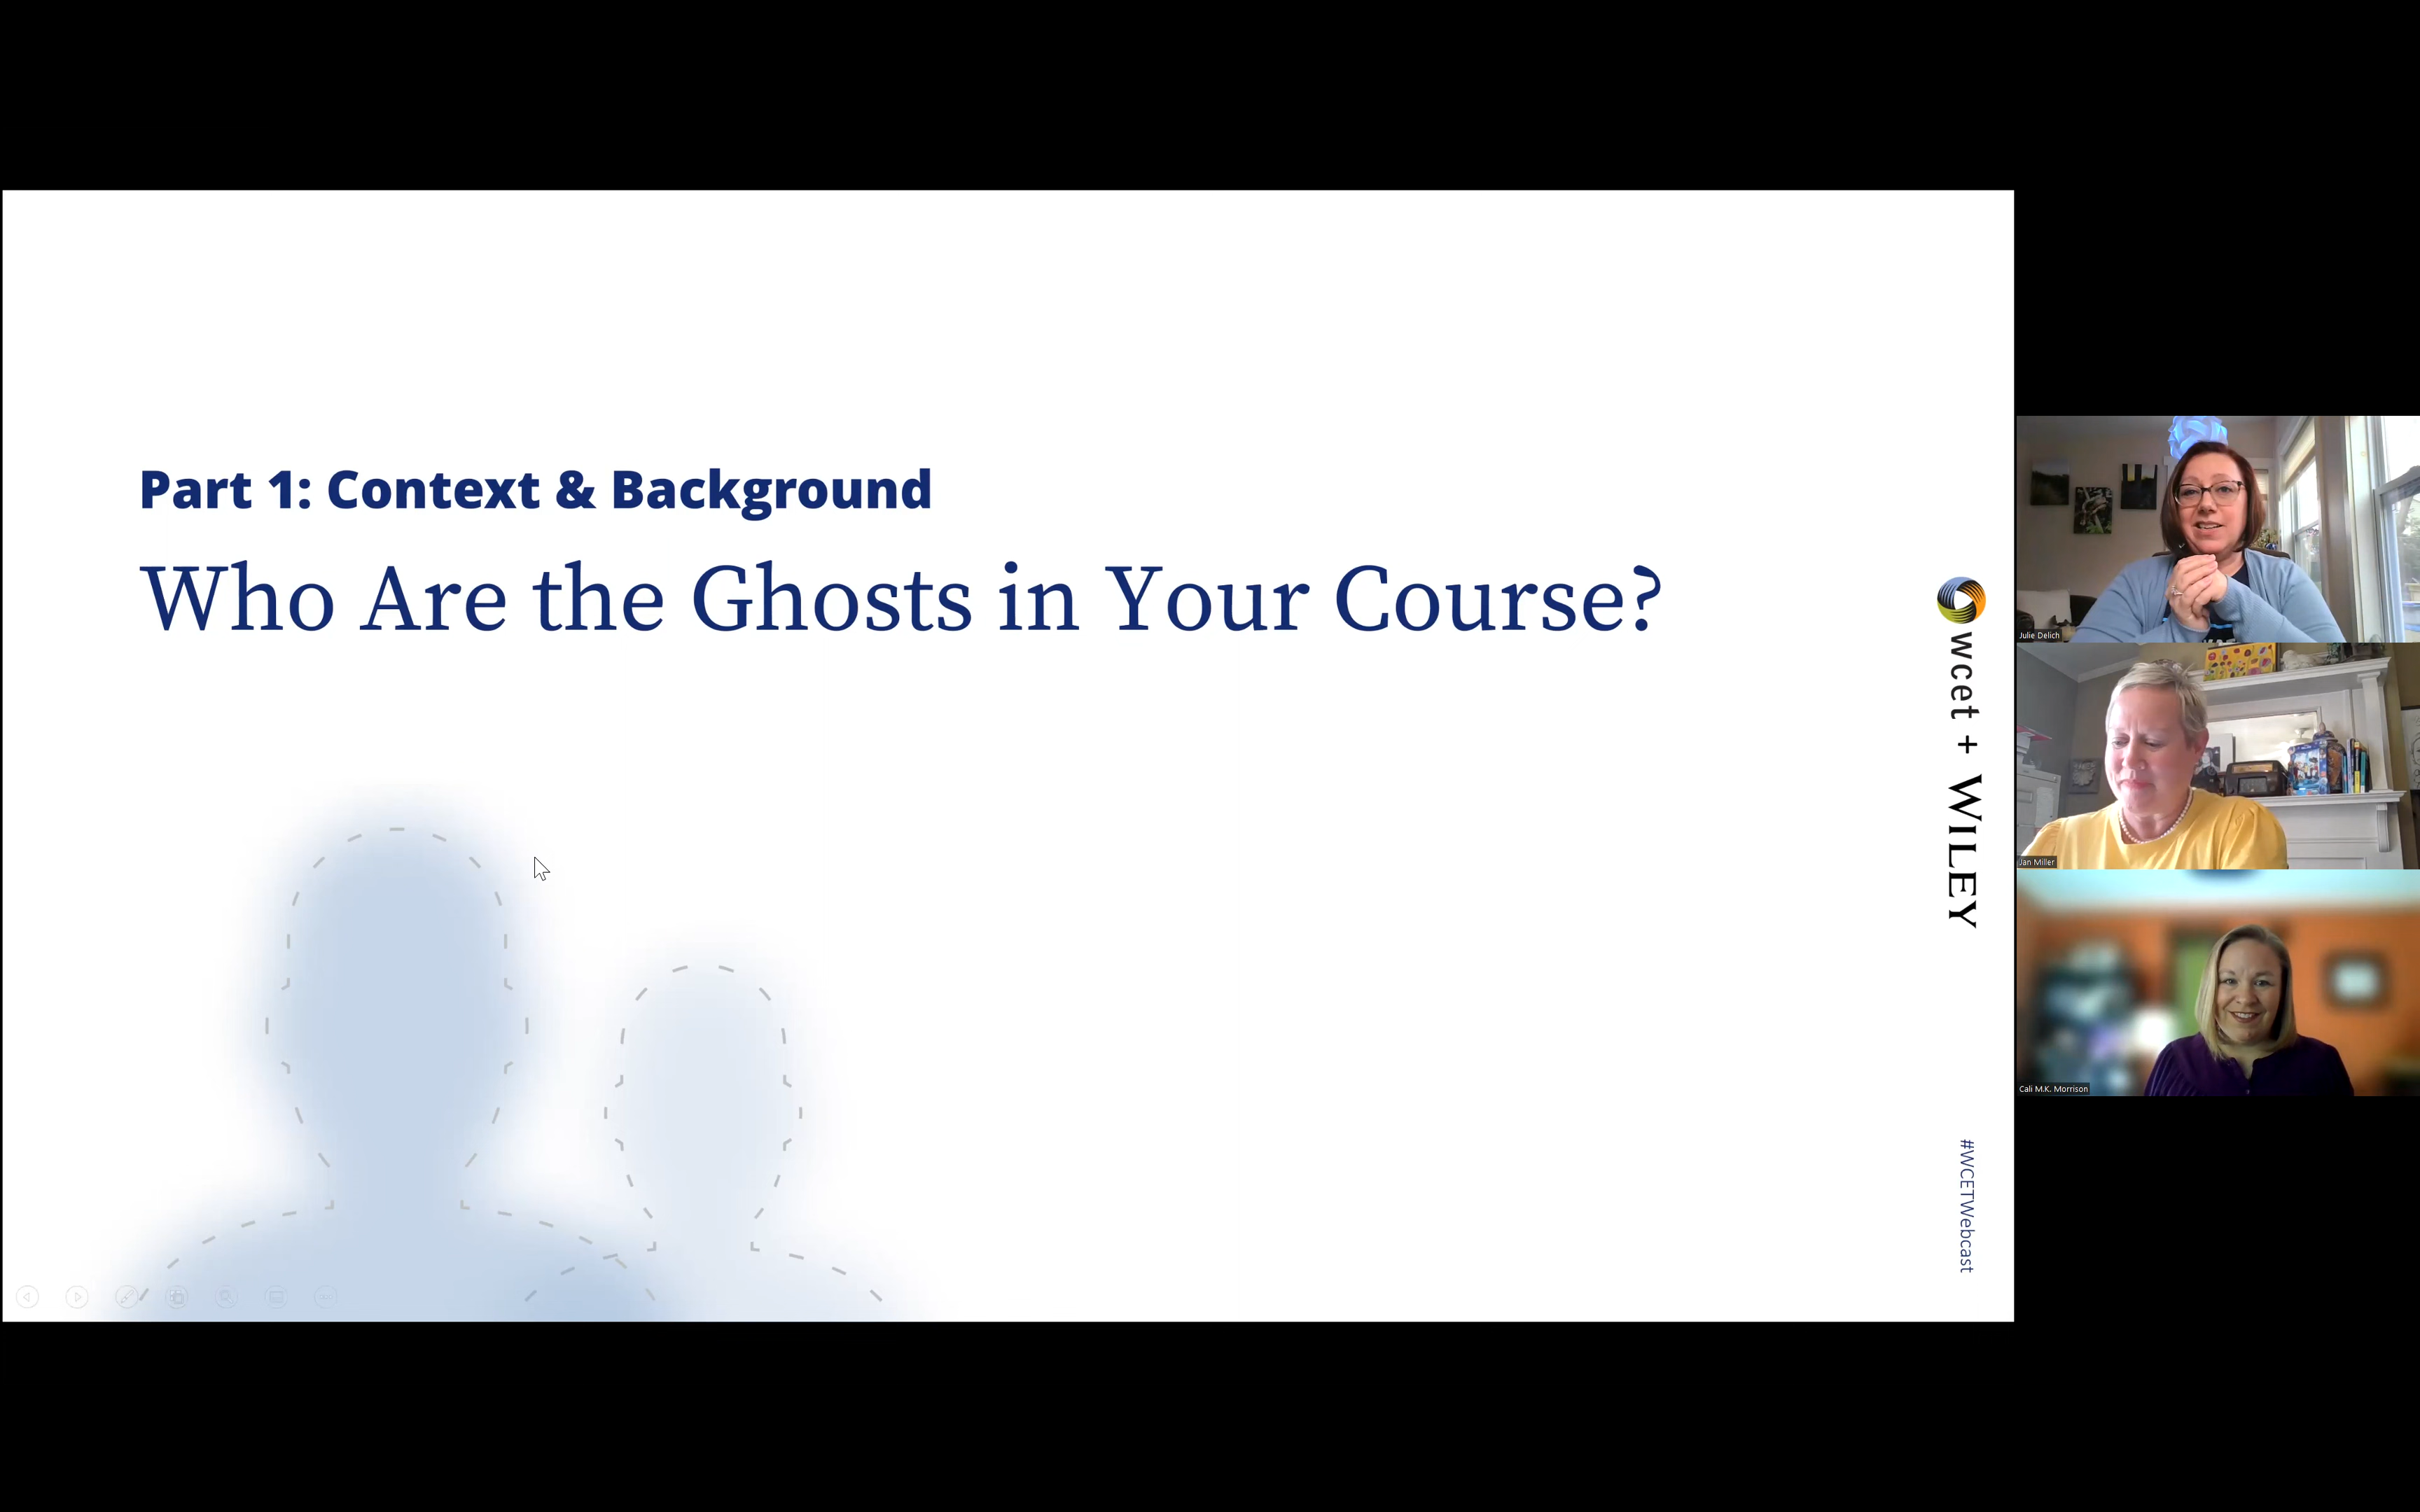 Part 1: Context & Background
Who Are the Ghosts in Your Course?
wcet + WILEY
#WCETWebcast
Julie Delich
Jan Miller
Cali M.K. Morrison